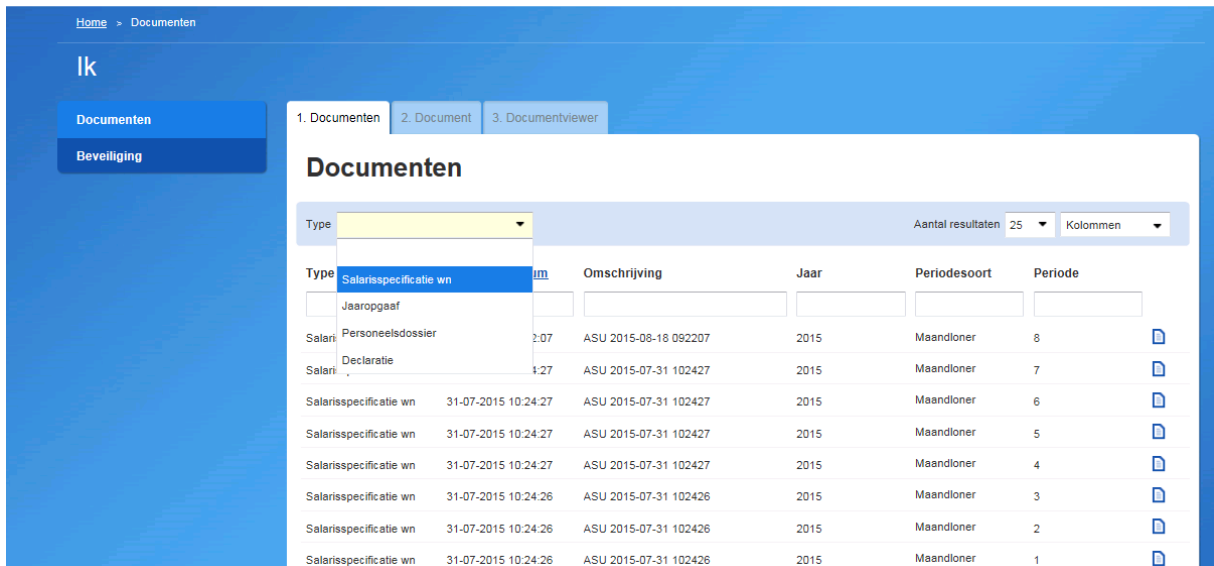 Home > Documenten
Ik
Documenten
Beveiliging
1. Documenten 2. Document 3. Documentviewer
Documenten
Type Aantal resultaten 25 Kolommen
Type um Omschrijving Jaar Periodesoort Periode
Salarisspecificatie wn
Jaaropgaaf
Personeelsdossier
Declaratie
Salari 2:07 ASU 2015-08-18 092207 2015 Maandloner 8
Salari 4:27 ASU 2015-07-31 102427 2015 Maandloner 7
Salarisspecificatie wn 31-07-2015 10:24:27 ASU 2015-07-31 102427 2015 Maandloner 6
Salarisspecificatie wn 31-07-2015 10:24:27 ASU 2015-07-31 102427 2015 Maandloner 5
Salarisspecificatie wn 31-07-2015 10:24:27 ASU 2015-07-31 102427 2015 Maandloner 4
Salarisspecificatie wn 31-07-2015 10:24:26 ASU 2015-07-31 102426 2015 Maandloner 3
Salarisspecificatie wn 31-07-2015 10:24:26 ASU 2015-07-31 102426 2015 Maandloner 2
Salarisspecificatie wn 31-07-2015 10:24:26 ASU 2015-07-31 102426 2015 Maandloner 1